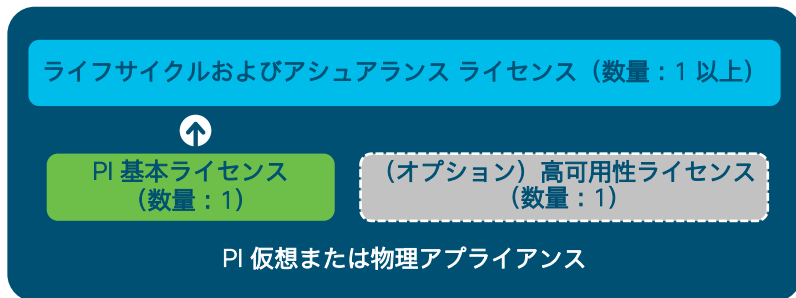 ライフサイクルおよびアシュアランス ライセンス（数量：1 以上）
PI 基本ライセンス
（数量：1）
（オプション）高可用性ライセンス
（数量：1）
PI 仮想または物理アプライアンス